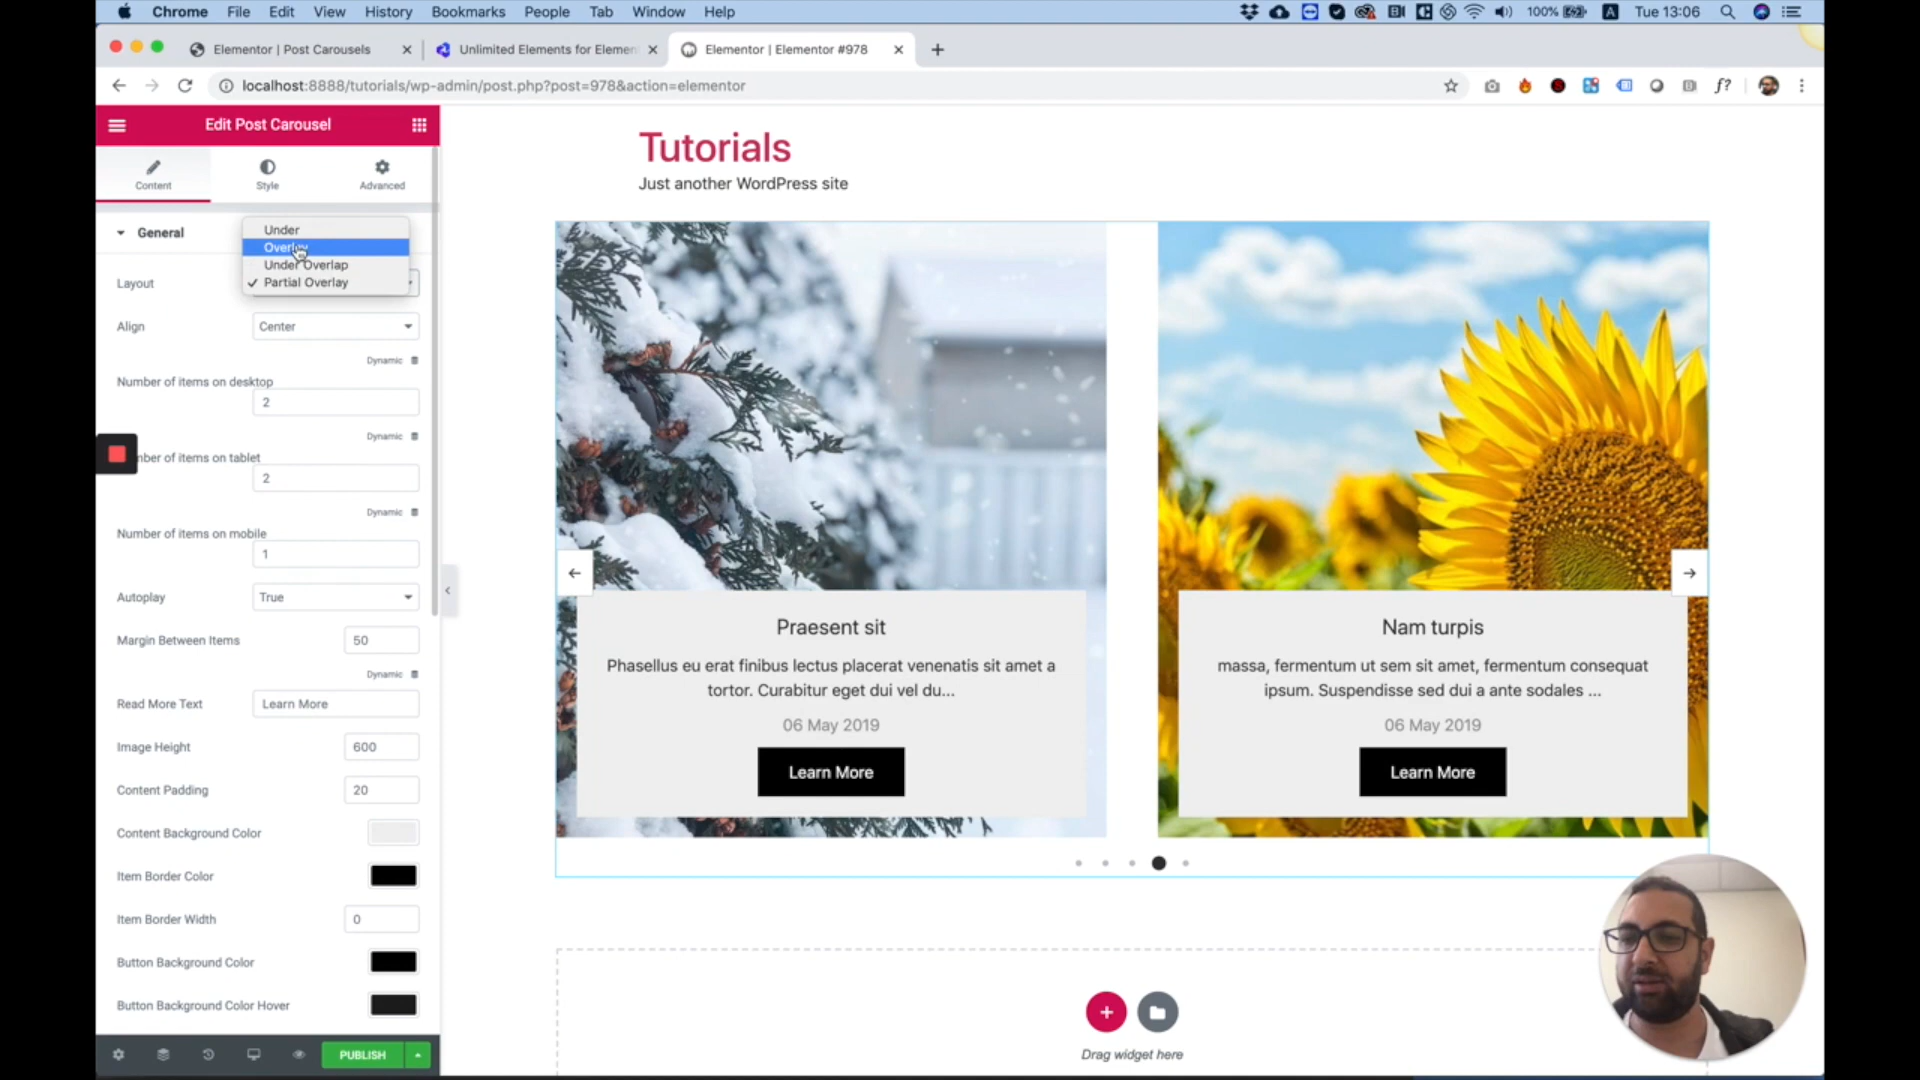 Chrome File Edit View History Bookmarks People Tab Window Help 100% A Tue 13:06
Elementor | Post Carousels Unlimited Elements for Elemen Elementor | Elementor #978
localhost:8888/tutorials/wp-admin/post.php?post=978&action=elementor f?
Edit Post Carousel
Content Style Advanced
General
Under
Overlay
Under Overlap
Partial Overlay
Layout
Align Center
Dynamic
Number of items on desktop
2
Dynamic
ber of items on tablet
2
Dynamic
Number of items on mobile
1
Autoplay True
Margin Between Items 50
Dynamic
Read More Text Learn More
Image Height 600
Content Padding 20
Content Background Color
Item Border Color
Item Border Width 0
Button Background Color
Button Background Color Hover
PUBLISH
Tutorials
Just another WordPress site
Praesent sit
Phasellus eu erat finibus lectus placerat venenatis sit amet a
tortor. Curabitur eget dui vel du...
06 May 2019
Learn More
Nam turpis
massa, fermentum ut sem sit amet, fermentum consequat
ipsum. Suspendisse sed dui a ante sodales ...
06 May 2019
Learn More
Drag widget here